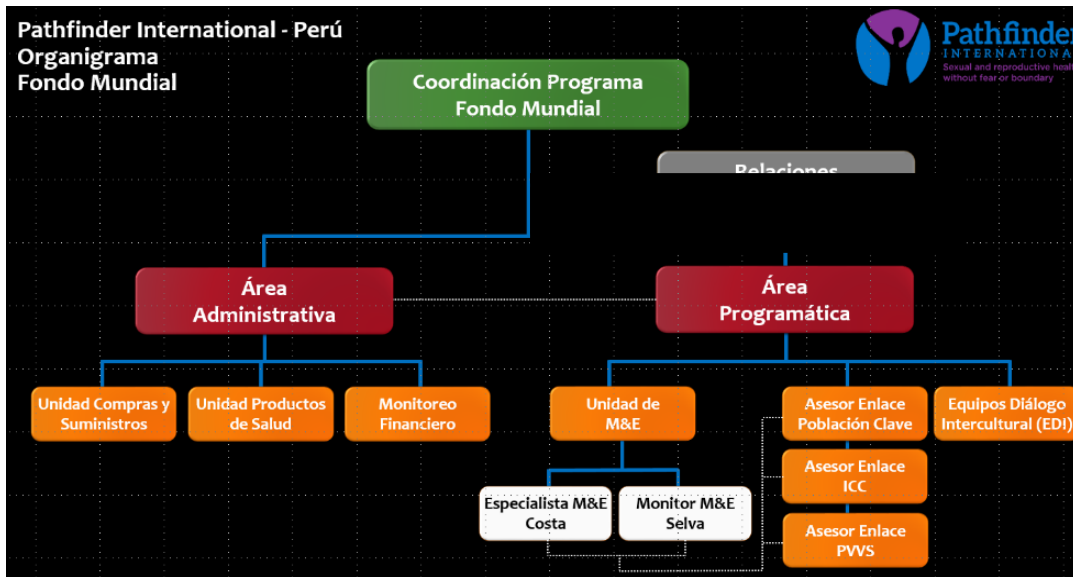 Pathfinder International - Perú
Organigrama
Fondo Mundial
Pathfinder
INTERNATIONAL
Sexual and reproductive health
without fear or boundary
Coordinación Programa
Fondo Mundial
Relaciones
Área
Administrativa
Área
Programática
Unidad Compras y
Suministros
Unidad Productos
de Salud
Monitoreo
Financiero
Unidad de
M&E
Asesor Enlace
Población Clave
Equipos Diálogo
Intercultural (EDI)
Asesor Enlace
ICC
Especialista M&E
Costa
Monitor M&E
Selva
Asesor Enlace
PVVS